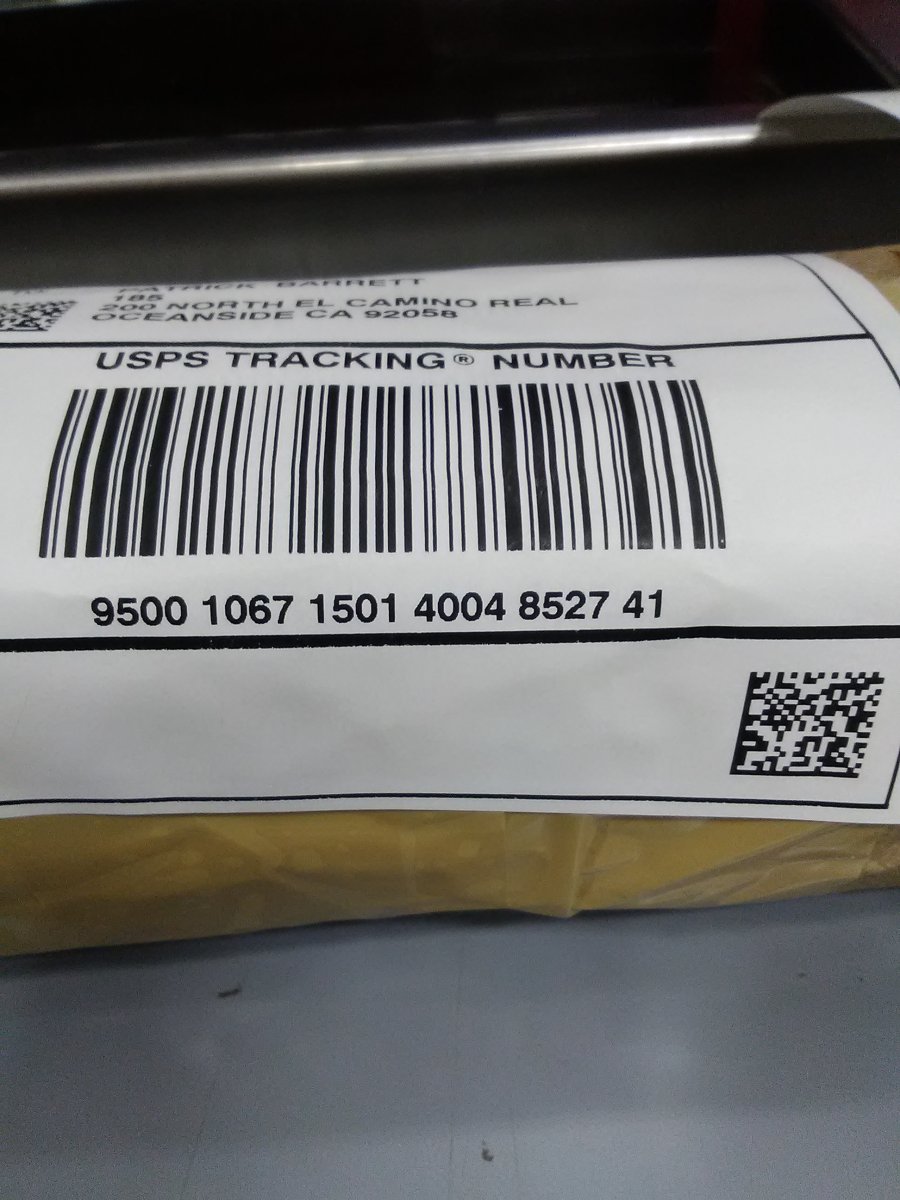 PATRICK BARRETT
185
200 NORTH EL CAMINO REAL
OCEANSIDE CA 92058
USPS TRACKING® NUMBER
9500 1067 1501 4004 8527 41